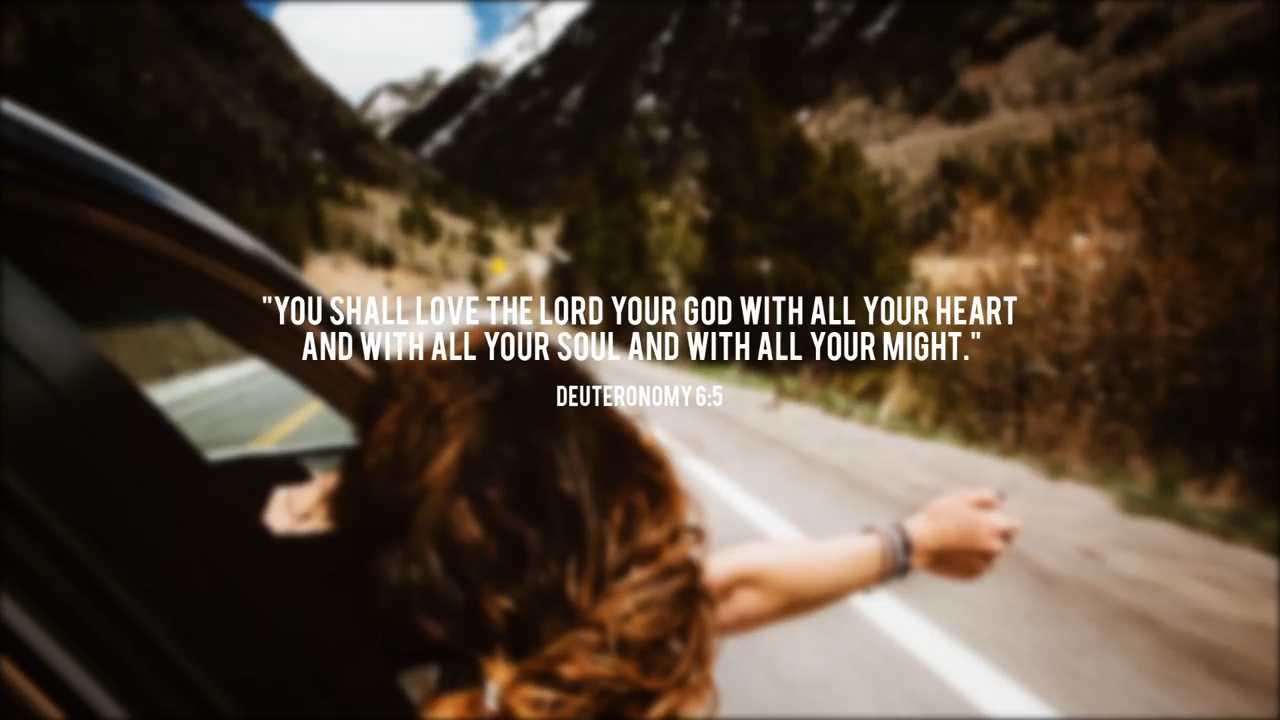 "YOU SHALL LOVE THE LORD YOUR GOD WITH ALL YOUR HEART
AND WITH ALL YOUR SOUL AND WITH ALL YOUR MIGHT."
DEUTERONOMY 6:5